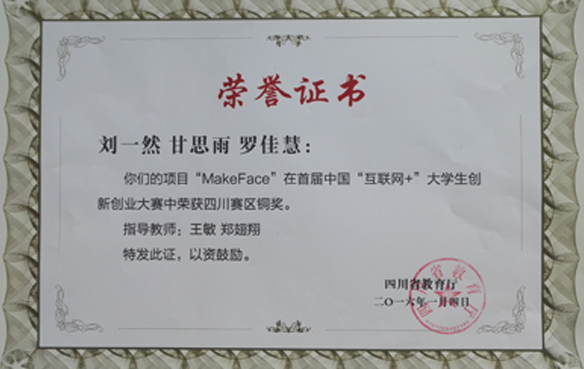 荣誉证书
刘一然 甘思雨 罗佳慧：
你们的项目“MakeFace”在首届中国“互联网+”大学生创
新创业大赛中荣获四川赛区铜奖。
指导教师：王敏 郑翅翔
特发此证，以资鼓励。
四川省教育厅
二〇一六年一月四日
四川省教育厅